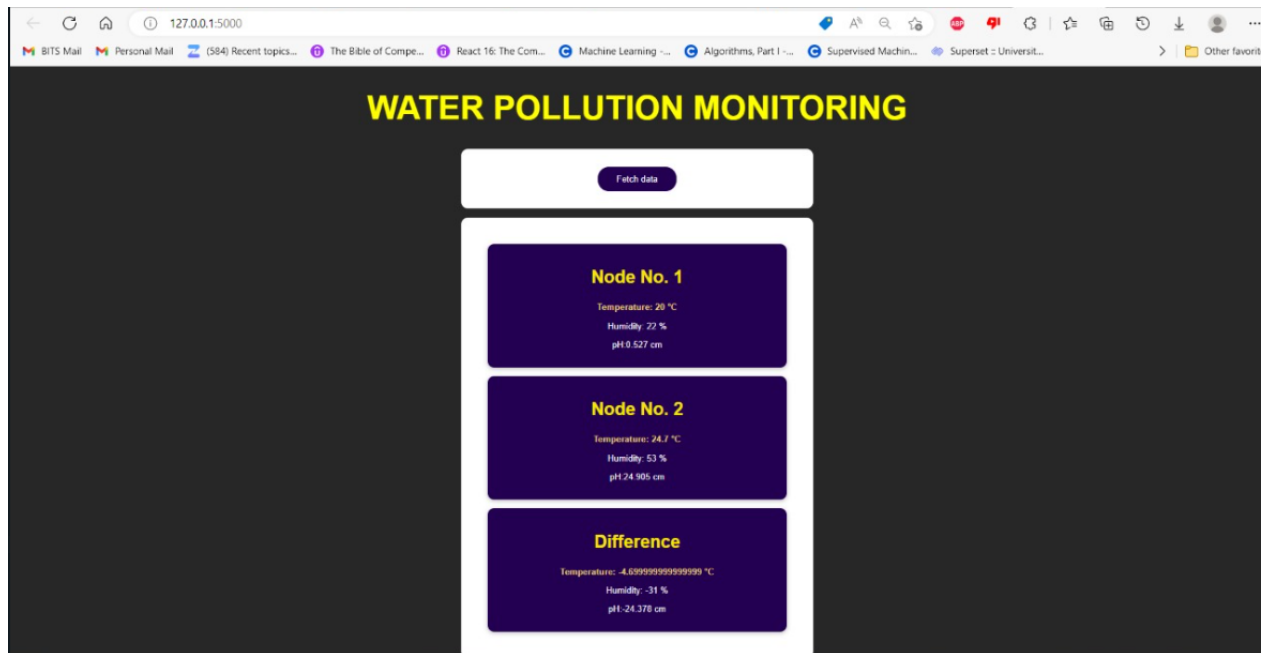 127.0.0.1:5000
BITS Mail Personal Mail (584) Recent topics... The Bible of Compe... React 16: The Com... Machine Learning -... Algorithms, Part I -... Supervised Machin... Superset :: Universit... Other favorit
WATER POLLUTION MONITORING
Fetch data
Node No. 1
Temperature: 20 °C
Humidity: 22 %
pH:0.527 cm
Node No. 2
Temperature: 24.7 °C
Humidity: 53 %
pH:24.905 cm
Difference
Temperature: -4.699999999999999 °C
Humidity: -31 %
pH:-24.378 cm